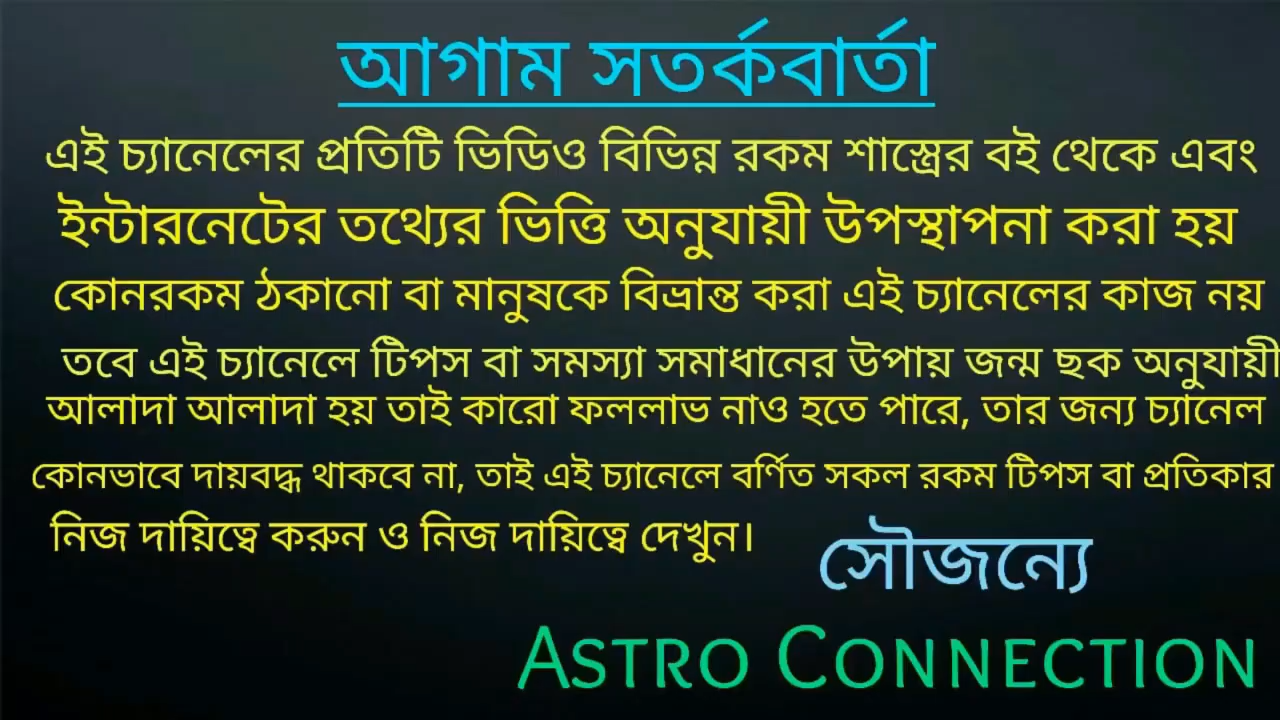 আগাম সতর্কবার্তা
এই চ্যানেলের প্রতিটি ভিডিও বিভিন্ন রকম শাস্ত্রের বই থেকে এবং
ইন্টারনেটের তথ্যের ভিত্তি অনুযায়ী উপস্থাপনা করা হয়
কোনরকম ঠকানো বা মানুষকে বিভ্রান্ত করা এই চ্যানেলের কাজ নয়
তবে এই চ্যানেলে টিপস বা সমস্যা সমাধানের উপায় জন্ম ছক অনুযায়ী
আলাদা আলাদা হয় তাই কারো ফললাভ নাও হতে পারে, তার জন্য চ্যানেল
কোনভাবে দায়বদ্ধ থাকবে না, তাই এই চ্যানেলে বর্ণিত সকল রকম টিপস বা প্রতিকার
নিজ দায়িত্বে করুন ও নিজ দায়িত্বে দেখুন।
সৌজন্যে
ASTRO CONNECTION